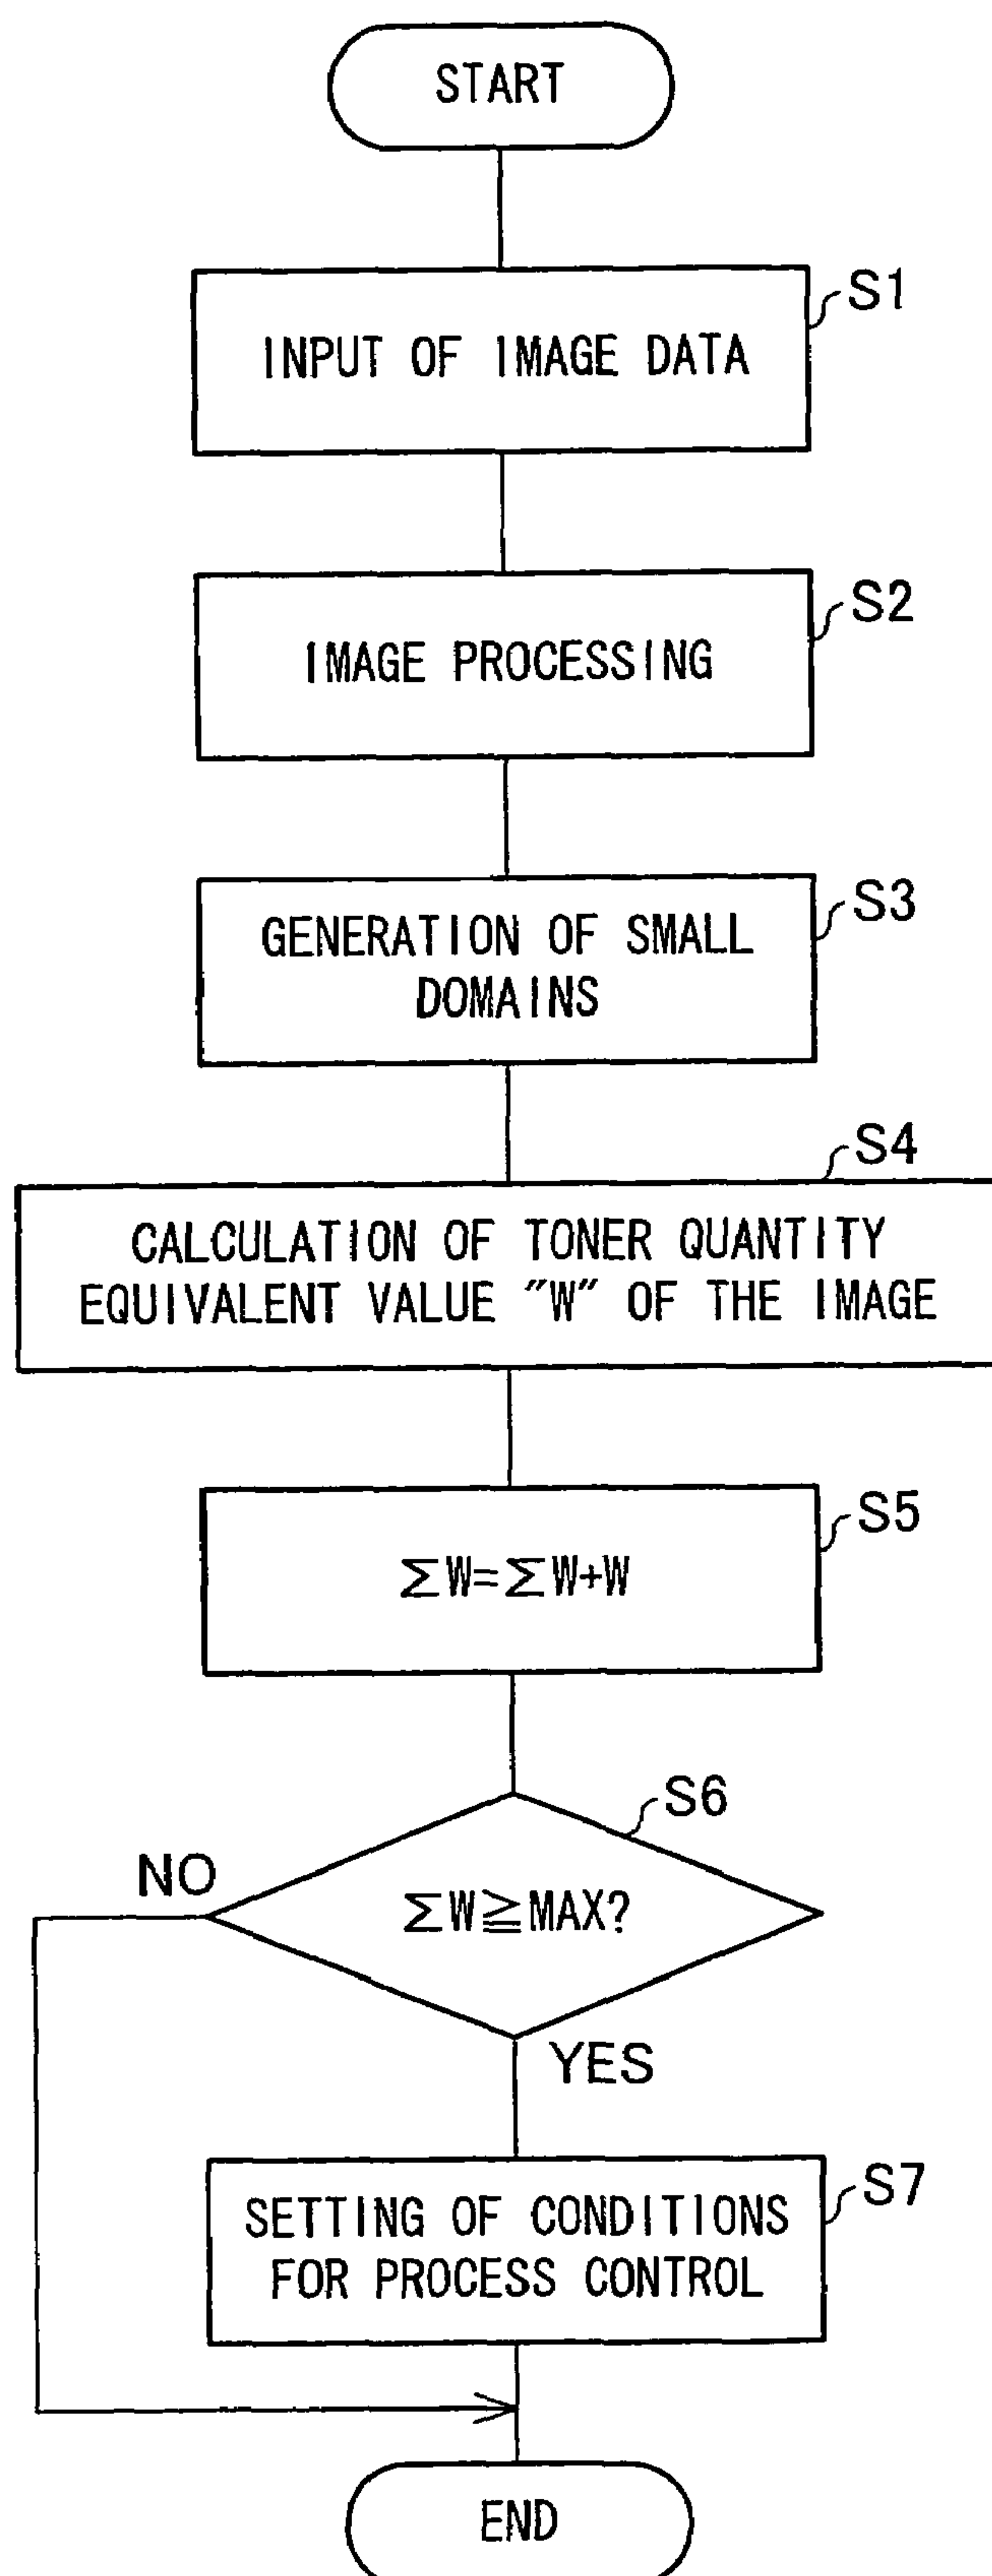 START
S1
INPUT OF IMAGE DATA
S2
IMAGE PROCESSING
S3
GENERATION OF SMALL
DOMAINS
S4
CALCULATION OF TONER QUANTITY
EQUIVALENT VALUE "W" OF THE IMAGE
S5
ΣW=ΣW+W
S6
NO
ΣW≧MAX?
YES
S7
SETTING OF CONDITIONS
FOR PROCESS CONTROL
END